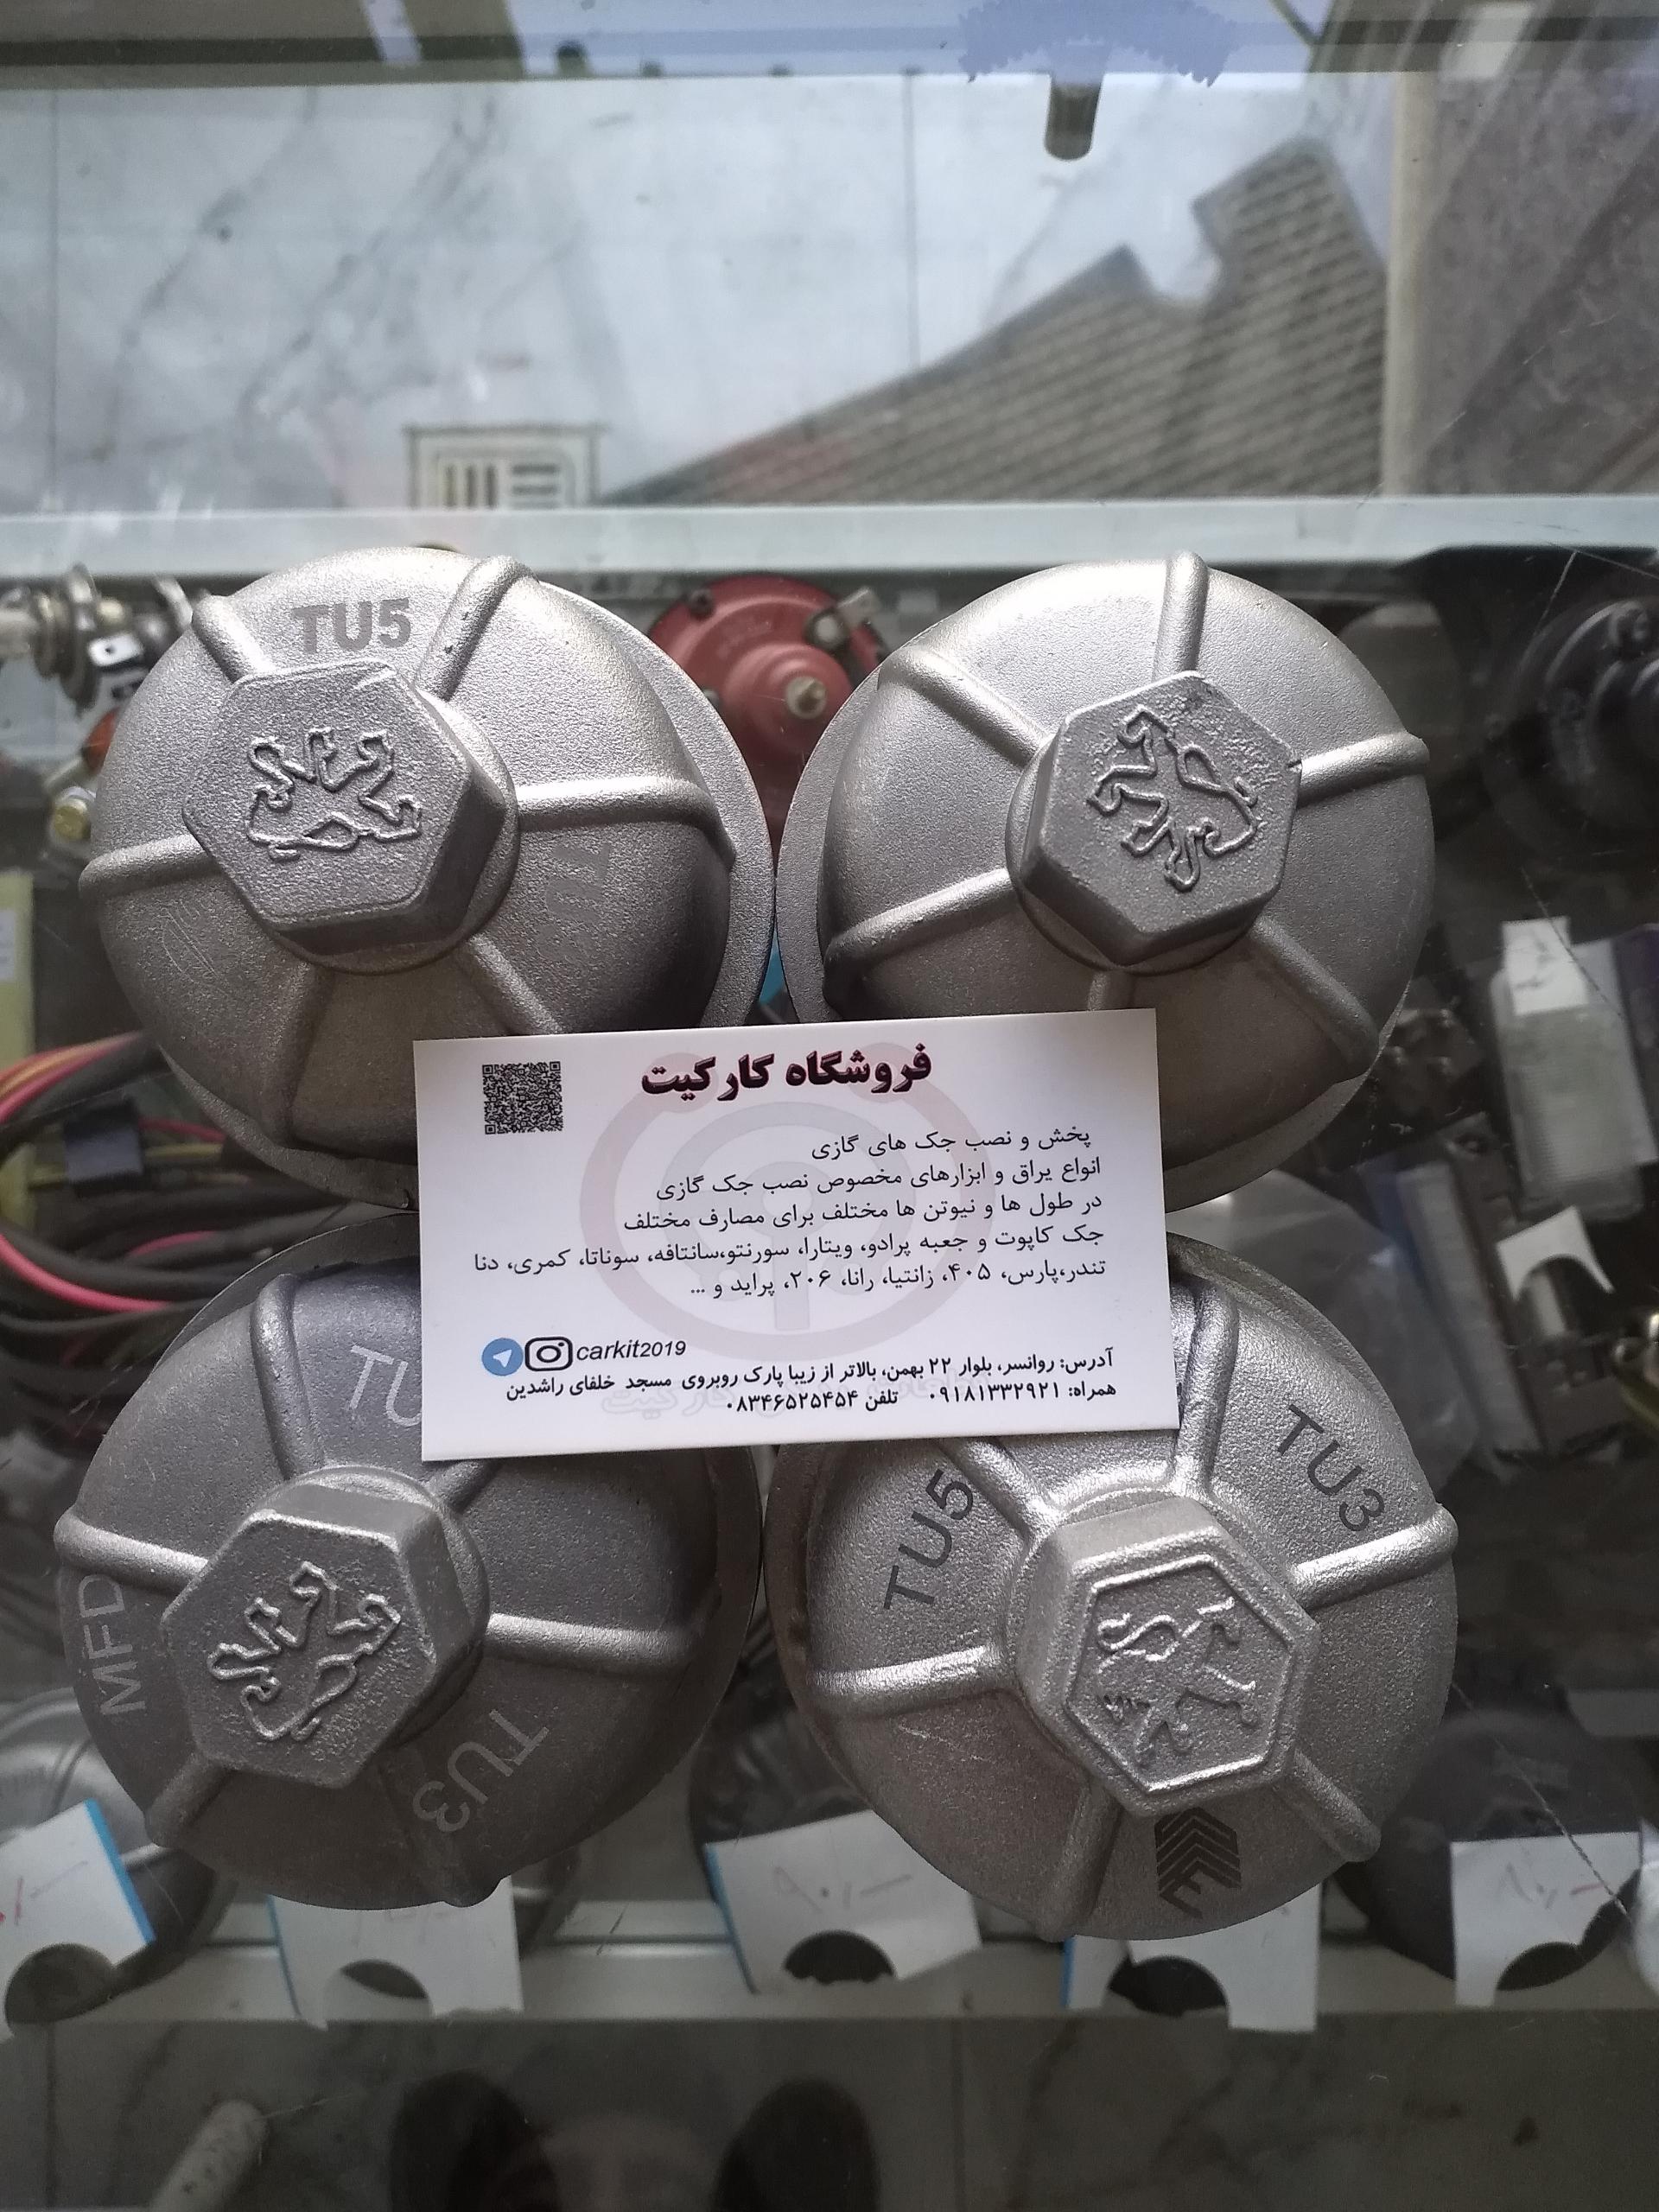 TU5
TU5
فروشگاه کارکیت
پخش و نصب جک های گازی
انواع یراق و ابزارهای مخصوص نصب جک گازی
در طول ها و نیوتن ها مختلف برای مصارف مختلف
جک کاپوت و جعبه پرادو، ویتارا، سورنتو،سانتافه، سوناتا، کمری، دنا
تندر،پارس، ۴۰۵، زانتیا، رانا، ۲۰۶، پراید و ...
carkit2019
آدرس: روانسر، بلوار ۲۲ بهمن، بالاتر از زیبا پارک روبروی مسجد خلفای راشدین
همراه: ۰۹۱۸۱۳۳۲۹۲۱ تلفن ۰۸۳۴۶۵۲۵۴۵۴
TU
MFD
TU3
TU5
TU3